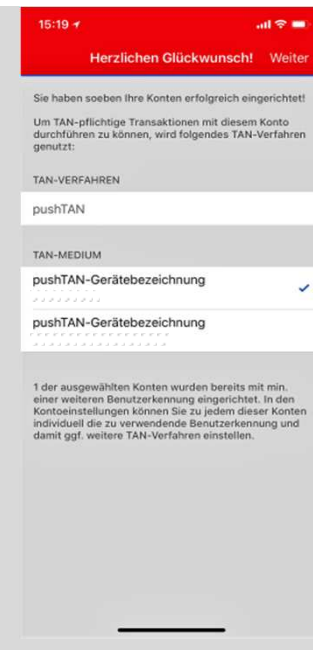 15:19
Herzlichen Glückwunsch! Weiter
Sie haben soeben Ihre Konten erfolgreich eingerichtet!
Um TAN-pflichtige Transaktionen mit diesem Konto
durchführen zu können, wird folgendes TAN-Verfahren
genutzt:
TAN-VERFAHREN
pushTAN
TAN-MEDIUM
pushTAN-Gerätebezeichnung
pushTAN-Gerätebezeichnung
1 der ausgewählten Konten wurden bereits mit min.
einer weiteren Benutzerkennung eingerichtet. In den
Kontoeinstellungen können Sie zu jedem dieser Konten
individuell die zu verwendende Benutzerkennung und
damit ggf. weitere TAN-Verfahren einstellen.